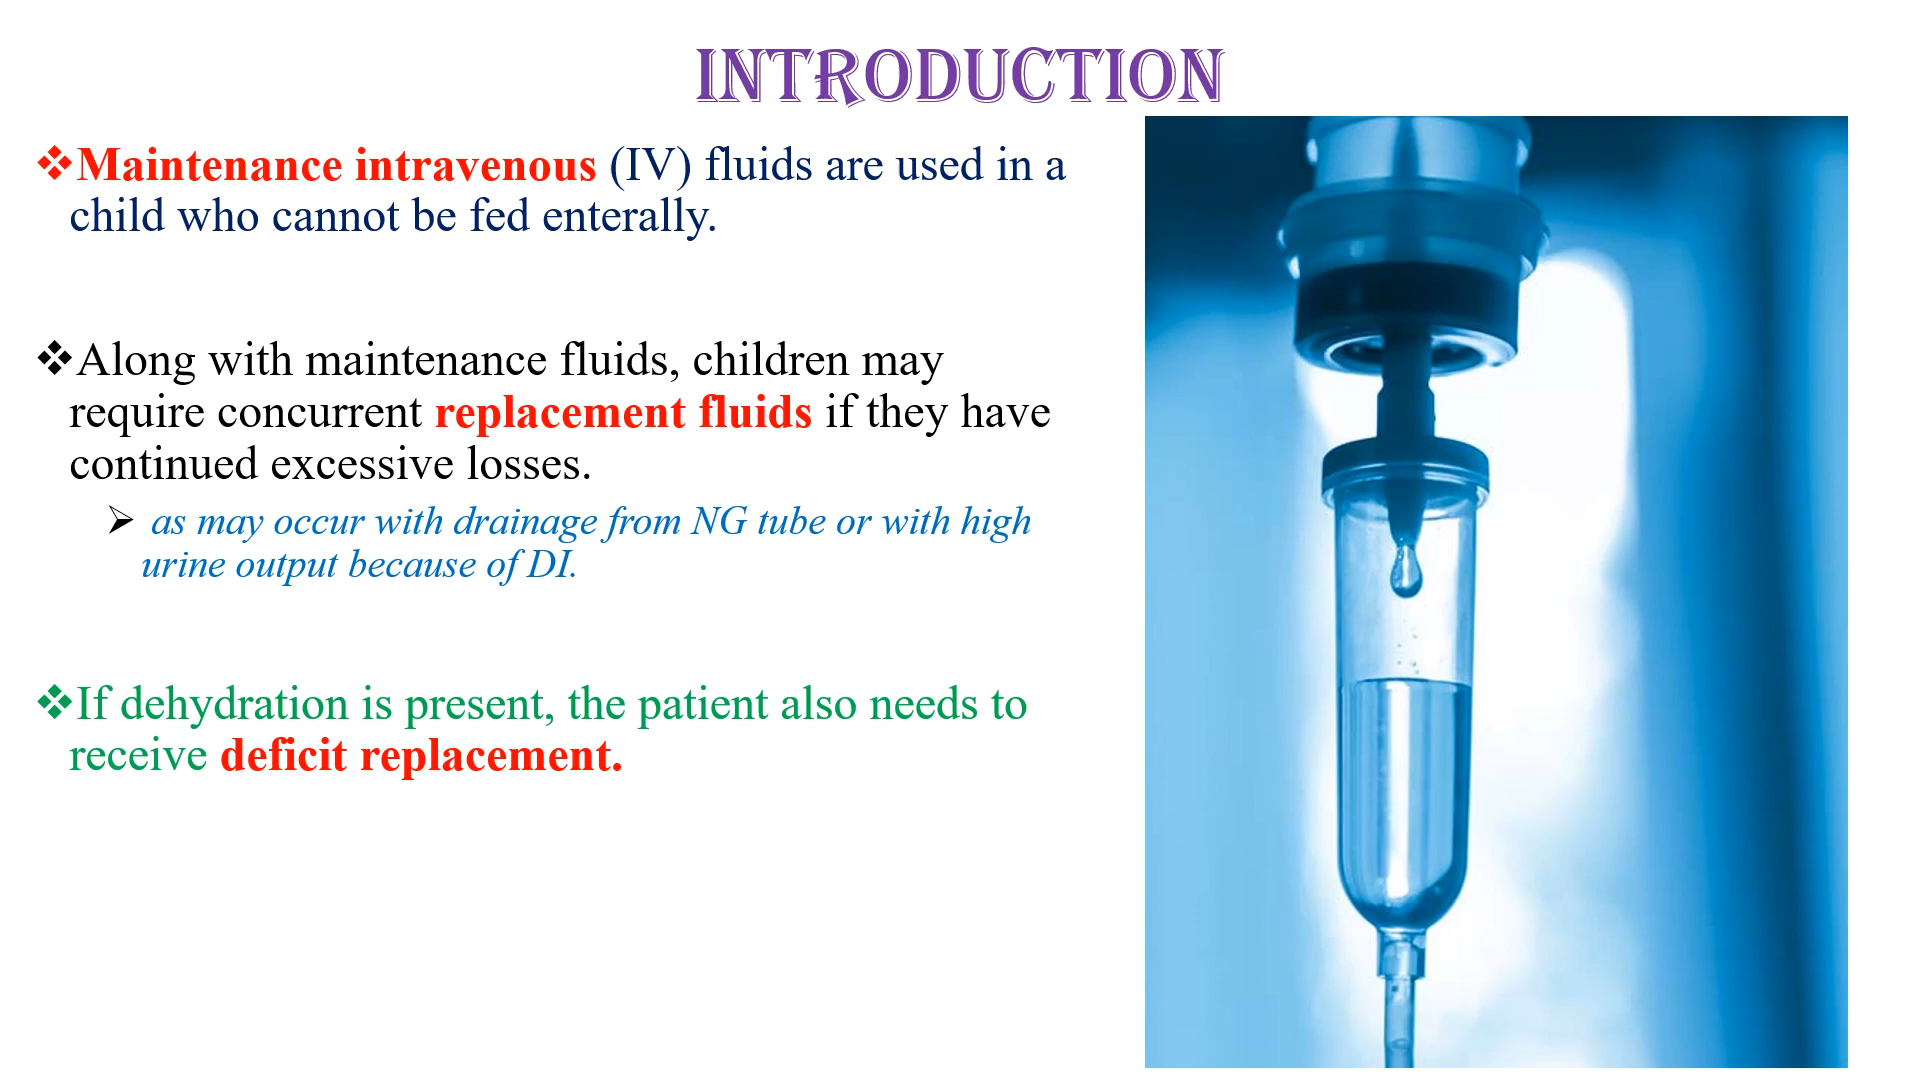 INTRODUCTION
❖Maintenance intravenous (IV) fluids are used in a
child who cannot be fed enterally.
❖Along with maintenance fluids, children may
require concurrent replacement fluids if they have
continued excessive losses.
➢ as may occur with drainage from NG tube or with high
urine output because of DI.
❖If dehydration is present, the patient also needs to
receive deficit replacement.